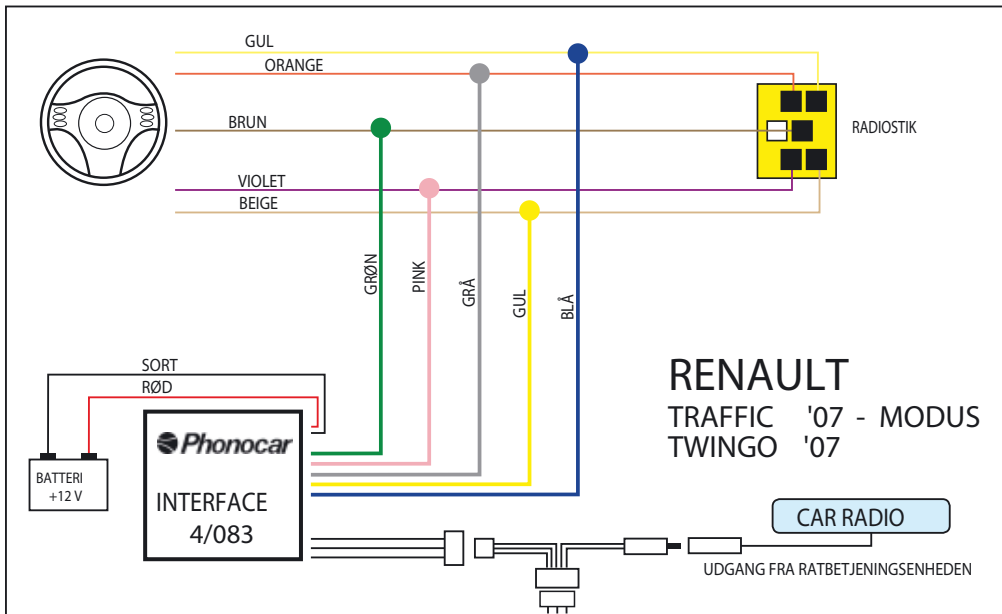 GUL
ORANGE
BRUN
RADIOSTIK
VIOLET
BEIGE
GRØN
PINK
GRÅ
GUL
BLÅ
SORT
RØD
RENAULT
TRAFFIC '07 - MODUS
TWINGO '07
Phonocar
BATTERI
+12 V
INTERFACE
4/083
CAR RADIO
UDGANG FRA RATBETJENINGSENHEDEN